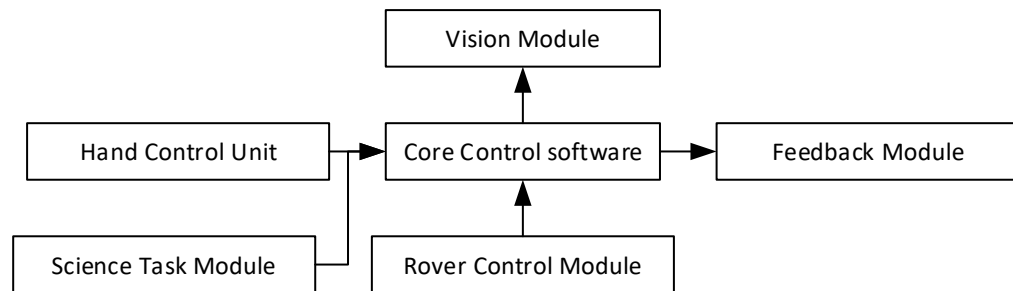 Vision Module
Hand Control Unit
Core Control software
Feedback Module
Science Task Module
Rover Control Module